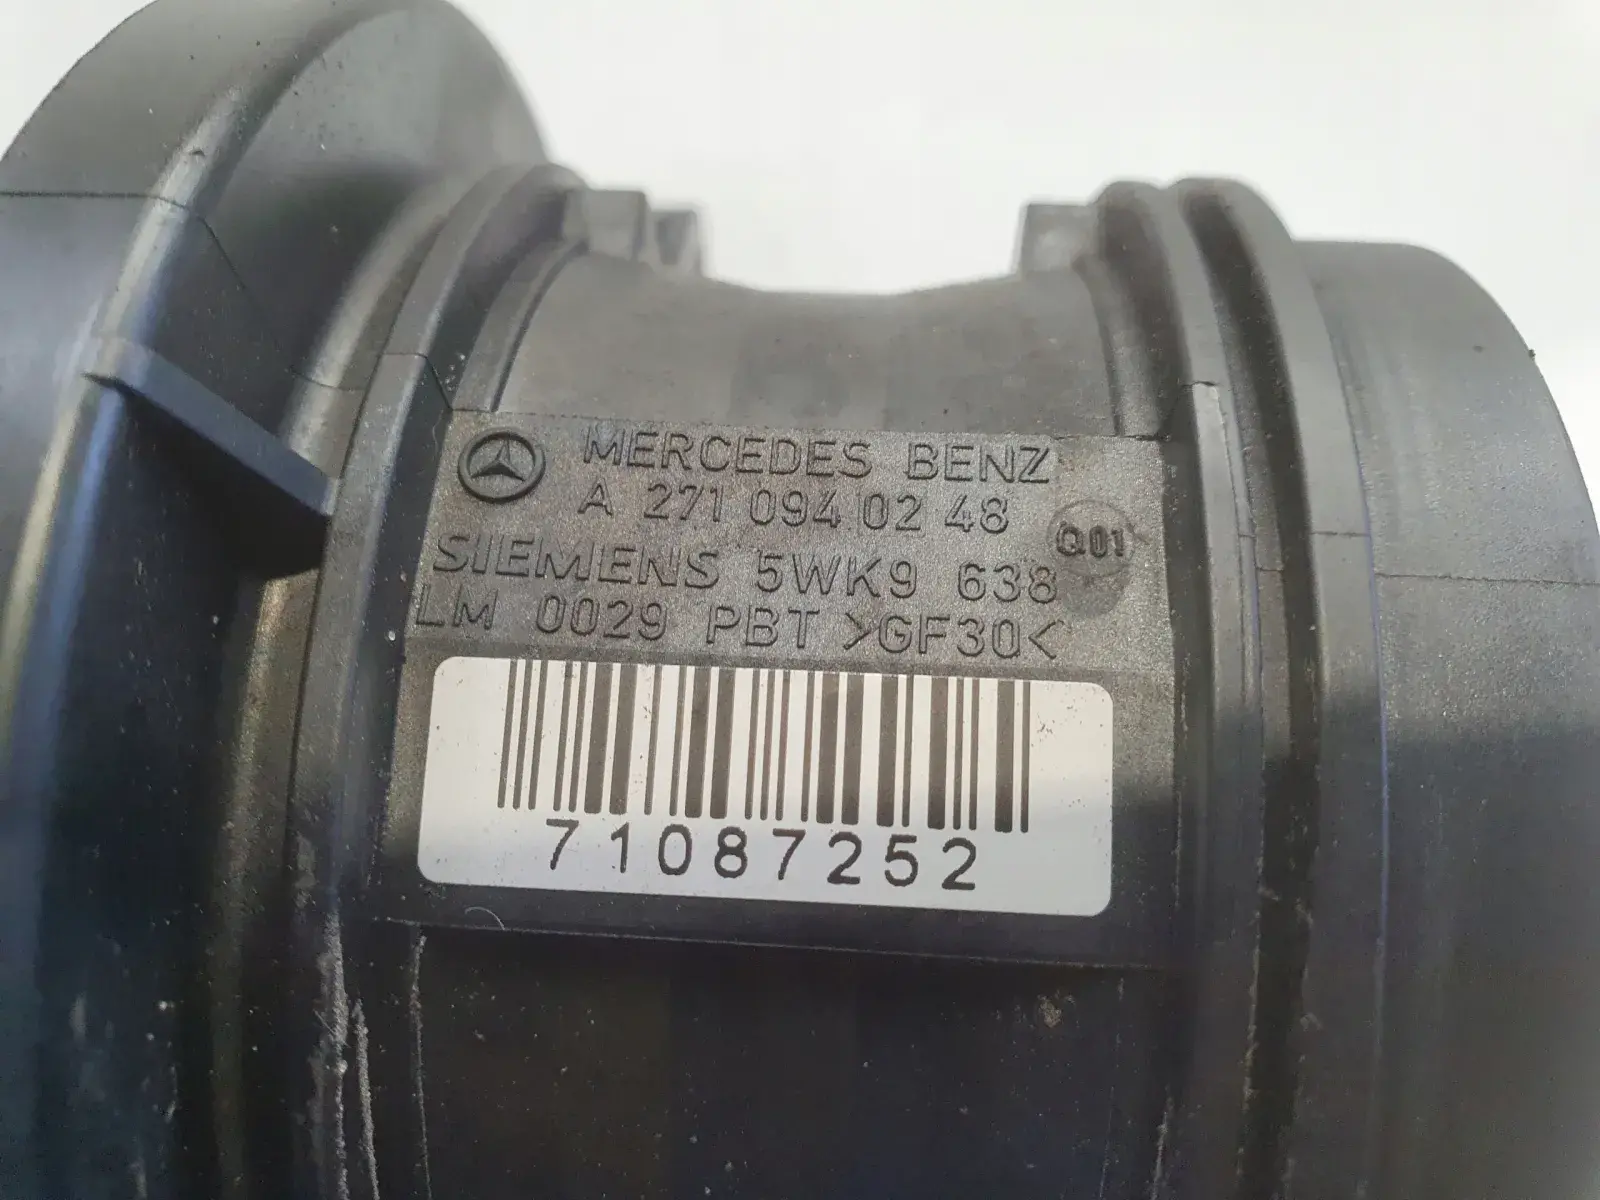 MERCEDES BENZ
A 271 094 02 48
Q01
SIEMENS 5WK9 638
LM 0029 PBT >GF30<
71087252